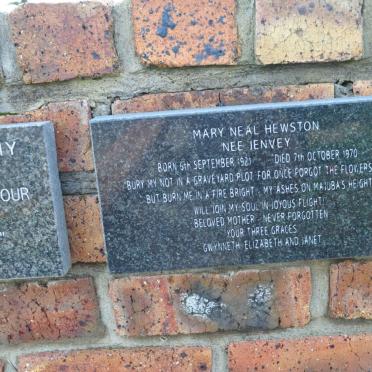 TY
OUR
"
MARY NEAL HEWSTON
NEE JENVEY
BORN 6th SEPTEMBER 1921 DIED 7th OCTOBER 1970
"BURY MY NOT IN A GRAVEYARD PLOT FOR ONCE FORGOT THE FLOWERS
BUT BURN ME IN A FIRE BRIGHT, MY ASHES ON MAJUBA'S HEIGHT
WILL JOIN MY SOUL IN JOYOUS FLIGHT
BELOVED MOTHER - NEVER FORGOTTEN
YOUR THREE GRACES
GWYNNETH, ELIZABETH AND JANET